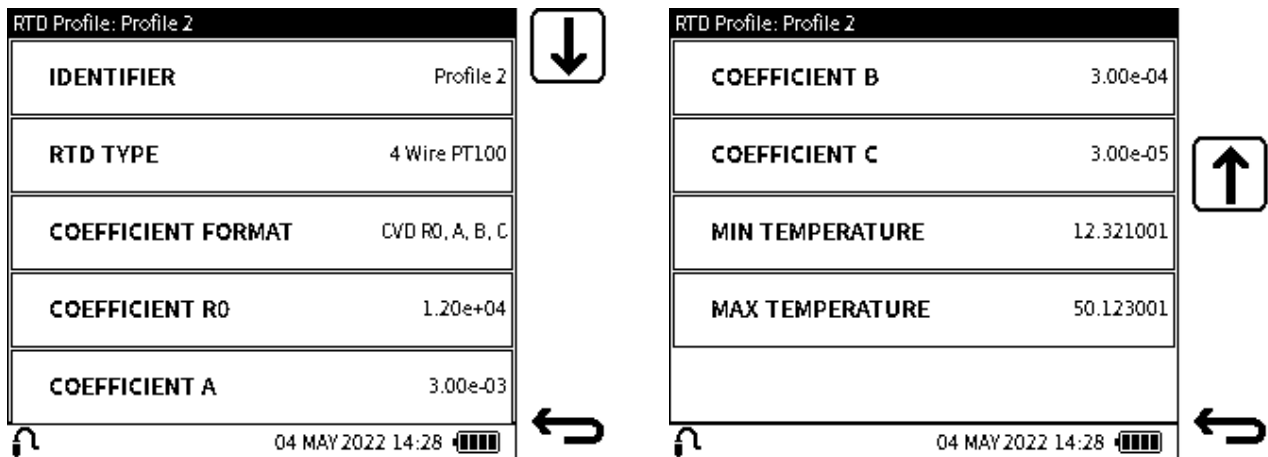 RTD Profile: Profile 2
IDENTIFIER Profile 2
RTD TYPE 4 Wire PT100
COEFFICIENT FORMAT CVD R0, A, B, C
COEFFICIENT R0 1.20e+04
COEFFICIENT A 3.00e-03
04 MAY 2022 14:28
RTD Profile: Profile 2
COEFFICIENT B 3.00e-04
COEFFICIENT C 3.00e-05
MIN TEMPERATURE 12.321001
MAX TEMPERATURE 50.123001
04 MAY 2022 14:28